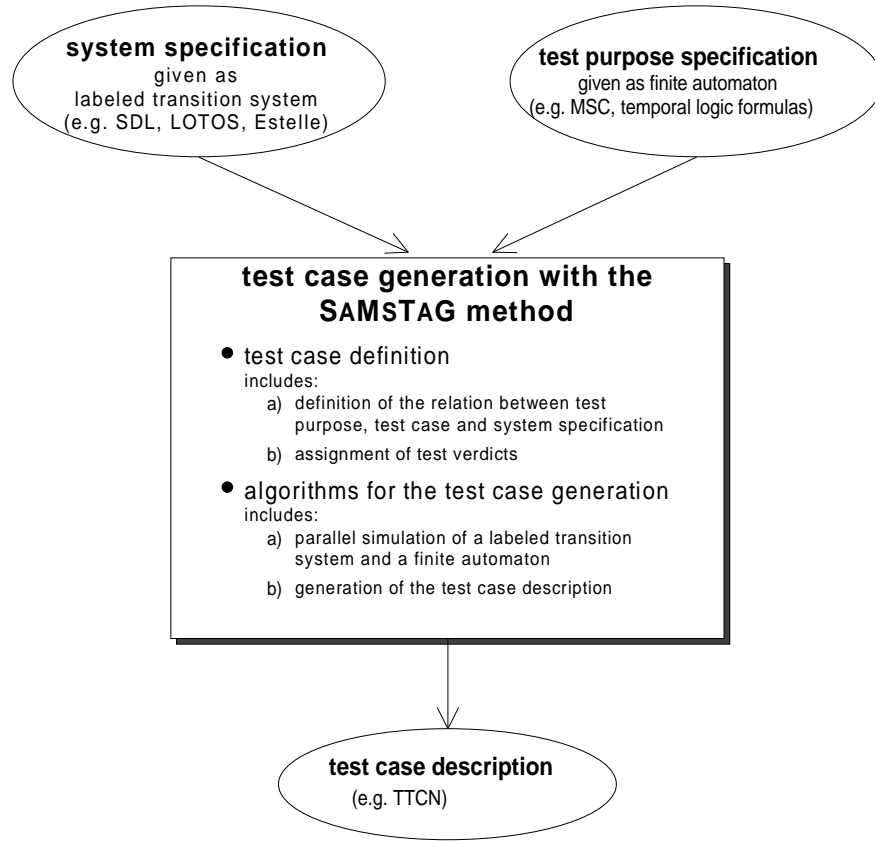 system specification
given as
labeled transition system
(e.g. SDL, LOTOS, Estelle)
test purpose specification
given as finite automaton
(e.g. MSC, temporal logic formulas)
test case generation with the
SAMSTAG method
• test case definition
includes:
a) definition of the relation between test
purpose, test case and system specification
b) assignment of test verdicts
• algorithms for the test case generation
includes:
a) parallel simulation of a labeled transition
system and a finite automaton
b) generation of the test case description
test case description
(e.g. TTCN)